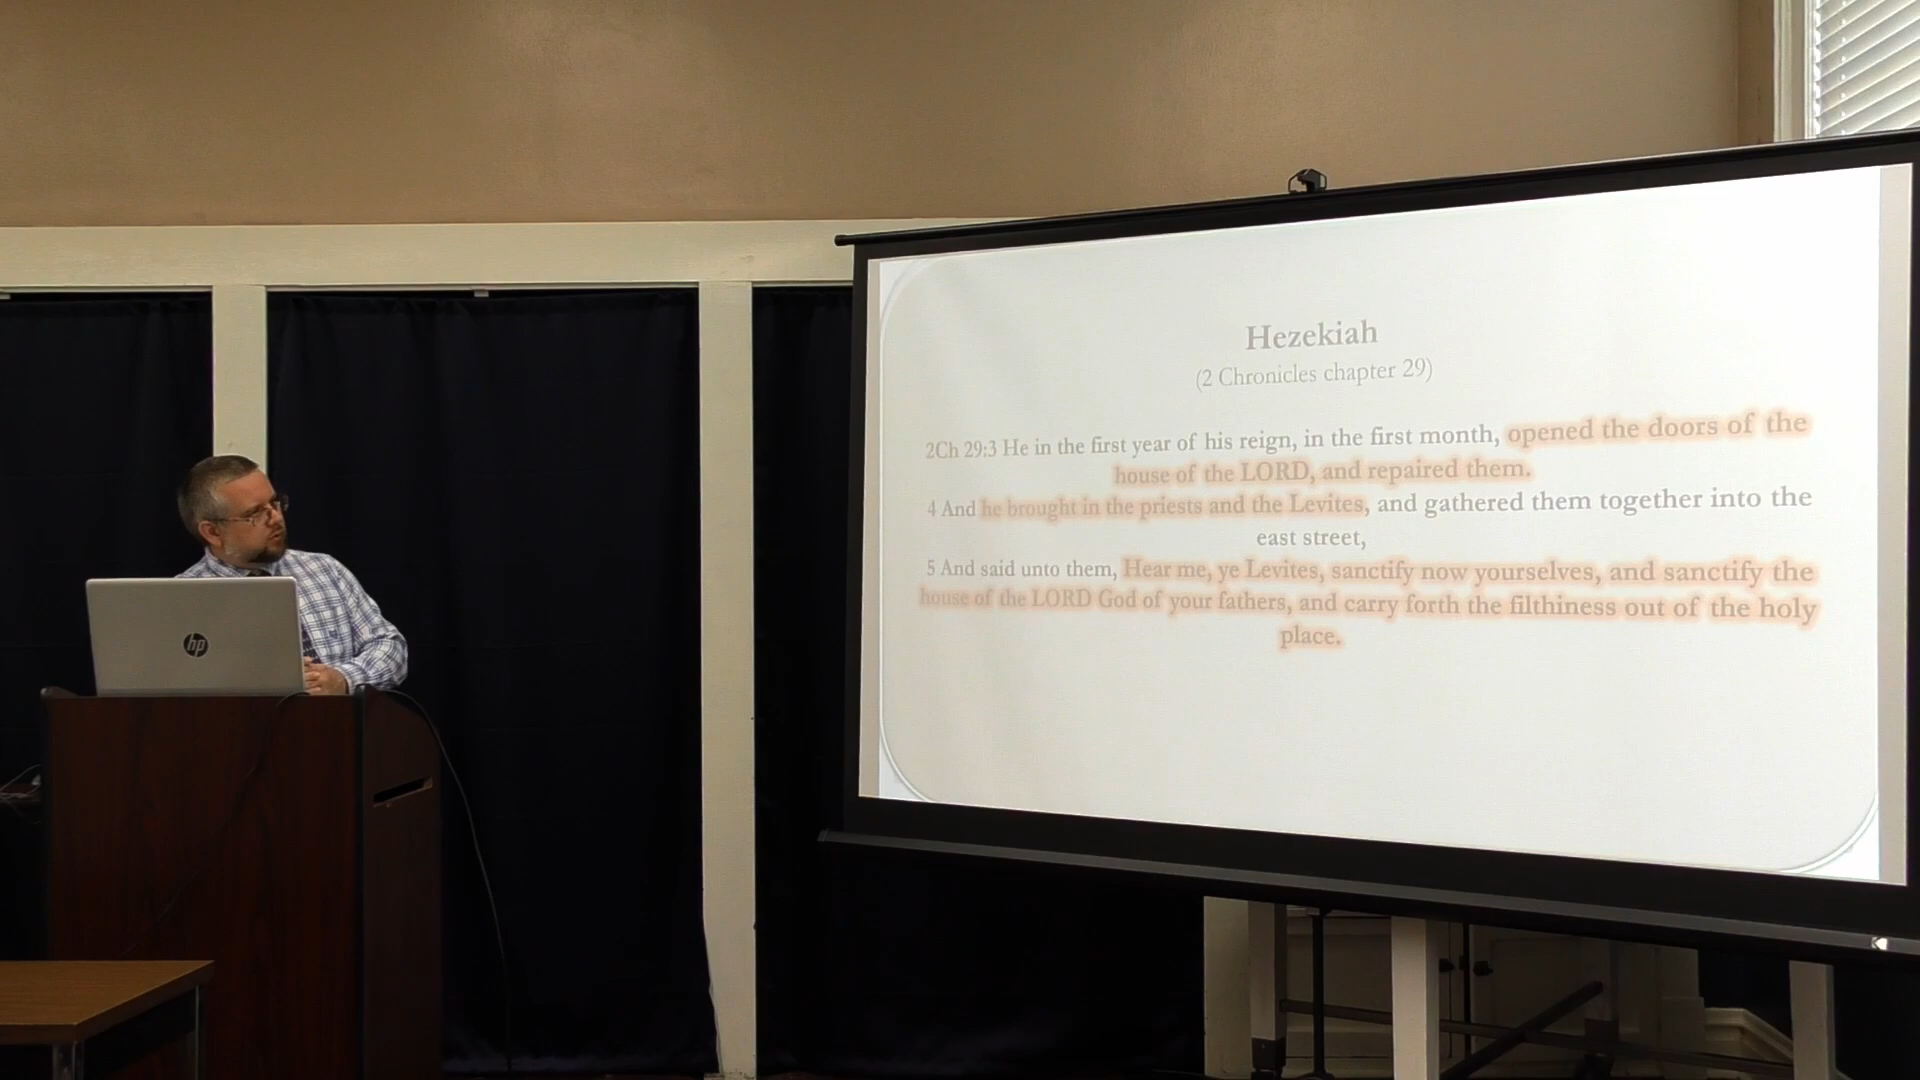 Hezekiah
(2 Chronicles chapter 29)
2Ch 29:3 He in the first year of his reign, in the first month, opened the doors of the
house of the LORD, and repaired them.
4 And he brought in the priests and the Levites, and gathered them together into the
east street,
5 And said unto them, Hear me, ye Levites, sanctify now yourselves, and sanctify the
house of the LORD God of your fathers, and carry forth the filthiness out of the holy
place.
hp